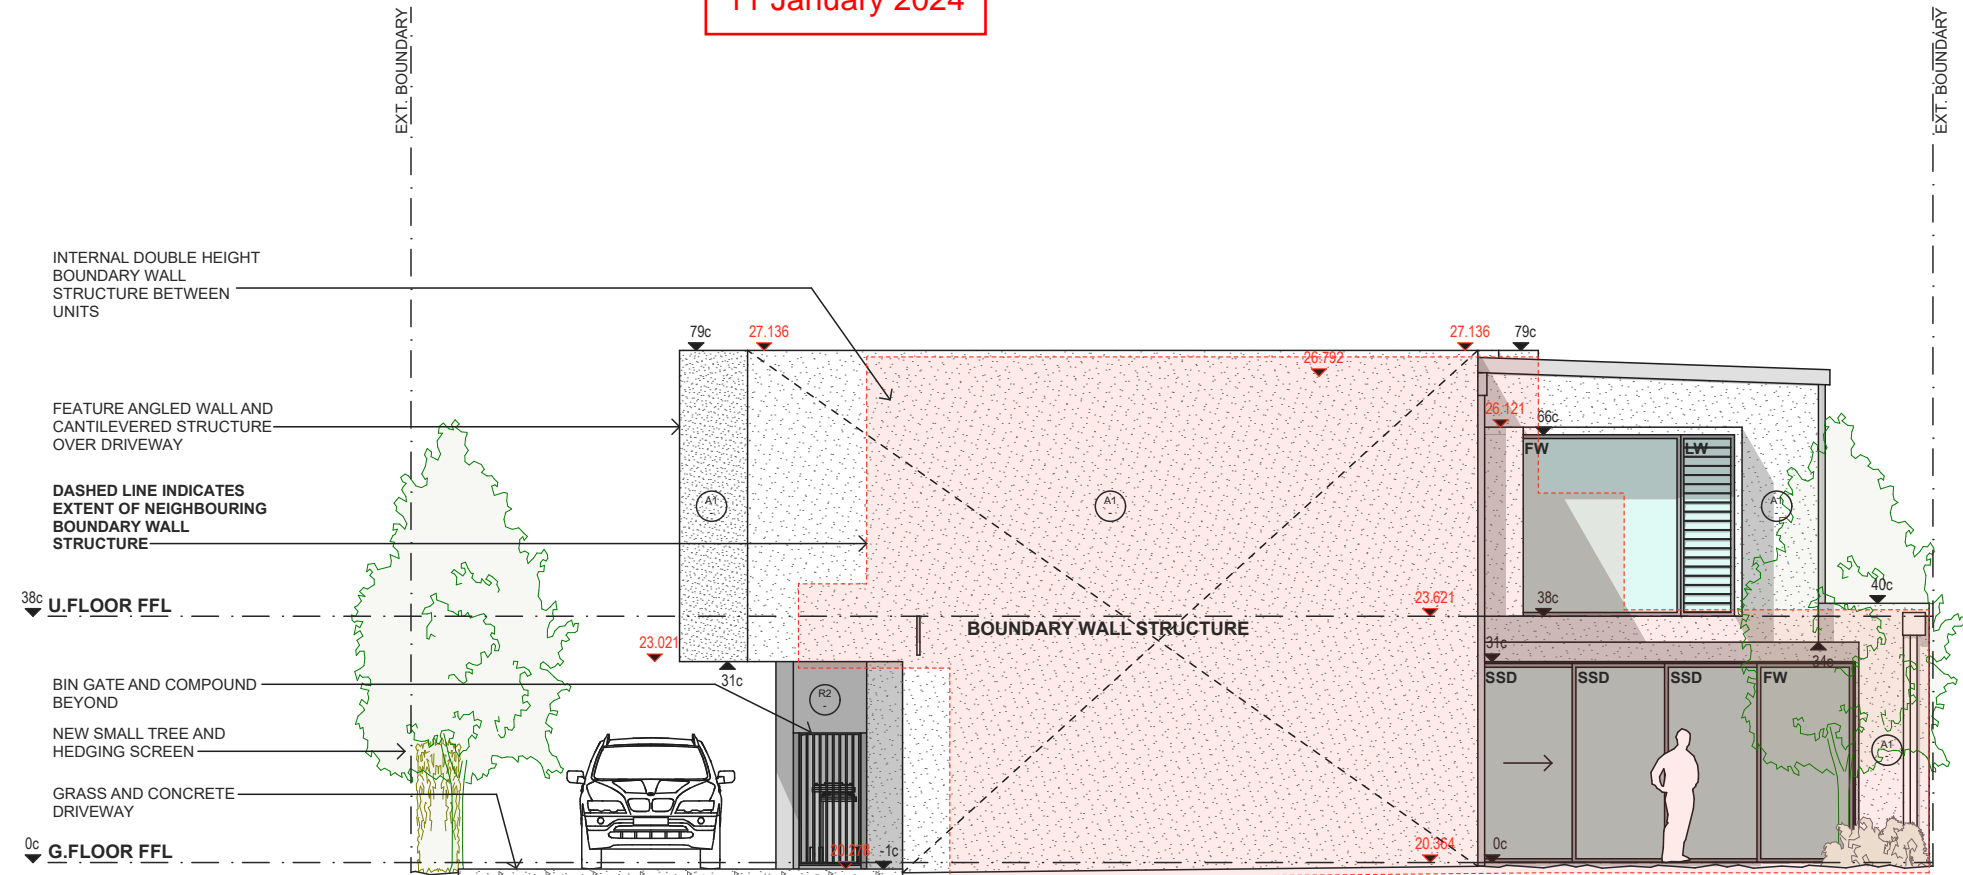 11 January 2024
EXT. BOUNDARY
EXT. BOUNDARY
INTERNAL DOUBLE HEIGHT
BOUNDARY WALL
STRUCTURE BETWEEN
UNITS
79c
27.136
27.136
79c
26.792
FEATURE ANGLED WALL AND
CANTILEVERED STRUCTURE
OVER DRIVEWAY
26.121
66c
FW
LW
DASHED LINE INDICATES
EXTENT OF NEIGHBOURING
BOUNDARY WALL
STRUCTURE
A1
A1
A1
38c
U.FLOOR FFL
23.621
38c
40c
BOUNDARY WALL STRUCTURE
23.021
31c
31c
34c
BIN GATE AND COMPOUND
BEYOND
R2
SSD
SSD
SSD
FW
NEW SMALL TREE AND
HEDGING SCREEN
A1
GRASS AND CONCRETE
DRIVEWAY
0c
G.FLOOR FFL
20.278
-1c
20.364
0c